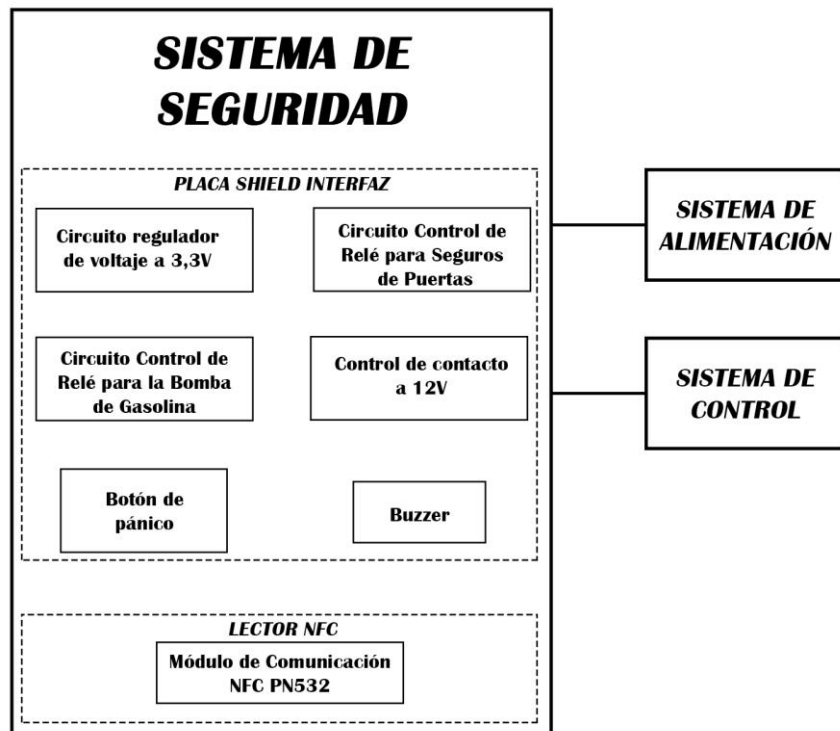 SISTEMA DE
SEGURIDAD
PLACA SHIELD INTERFAZ
Circuito regulador
de voltaje a 3,3V
Circuito Control de
Relé para Seguros
de Puertas
Circuito Control de
Relé para la Bomba
de Gasolina
Control de contacto
a 12V
Botón de
pánico
Buzzer
LECTOR NFC
Módulo de Comunicación
NFC PN532
SISTEMA DE
ALIMENTACIÓN
SISTEMA DE
CONTROL